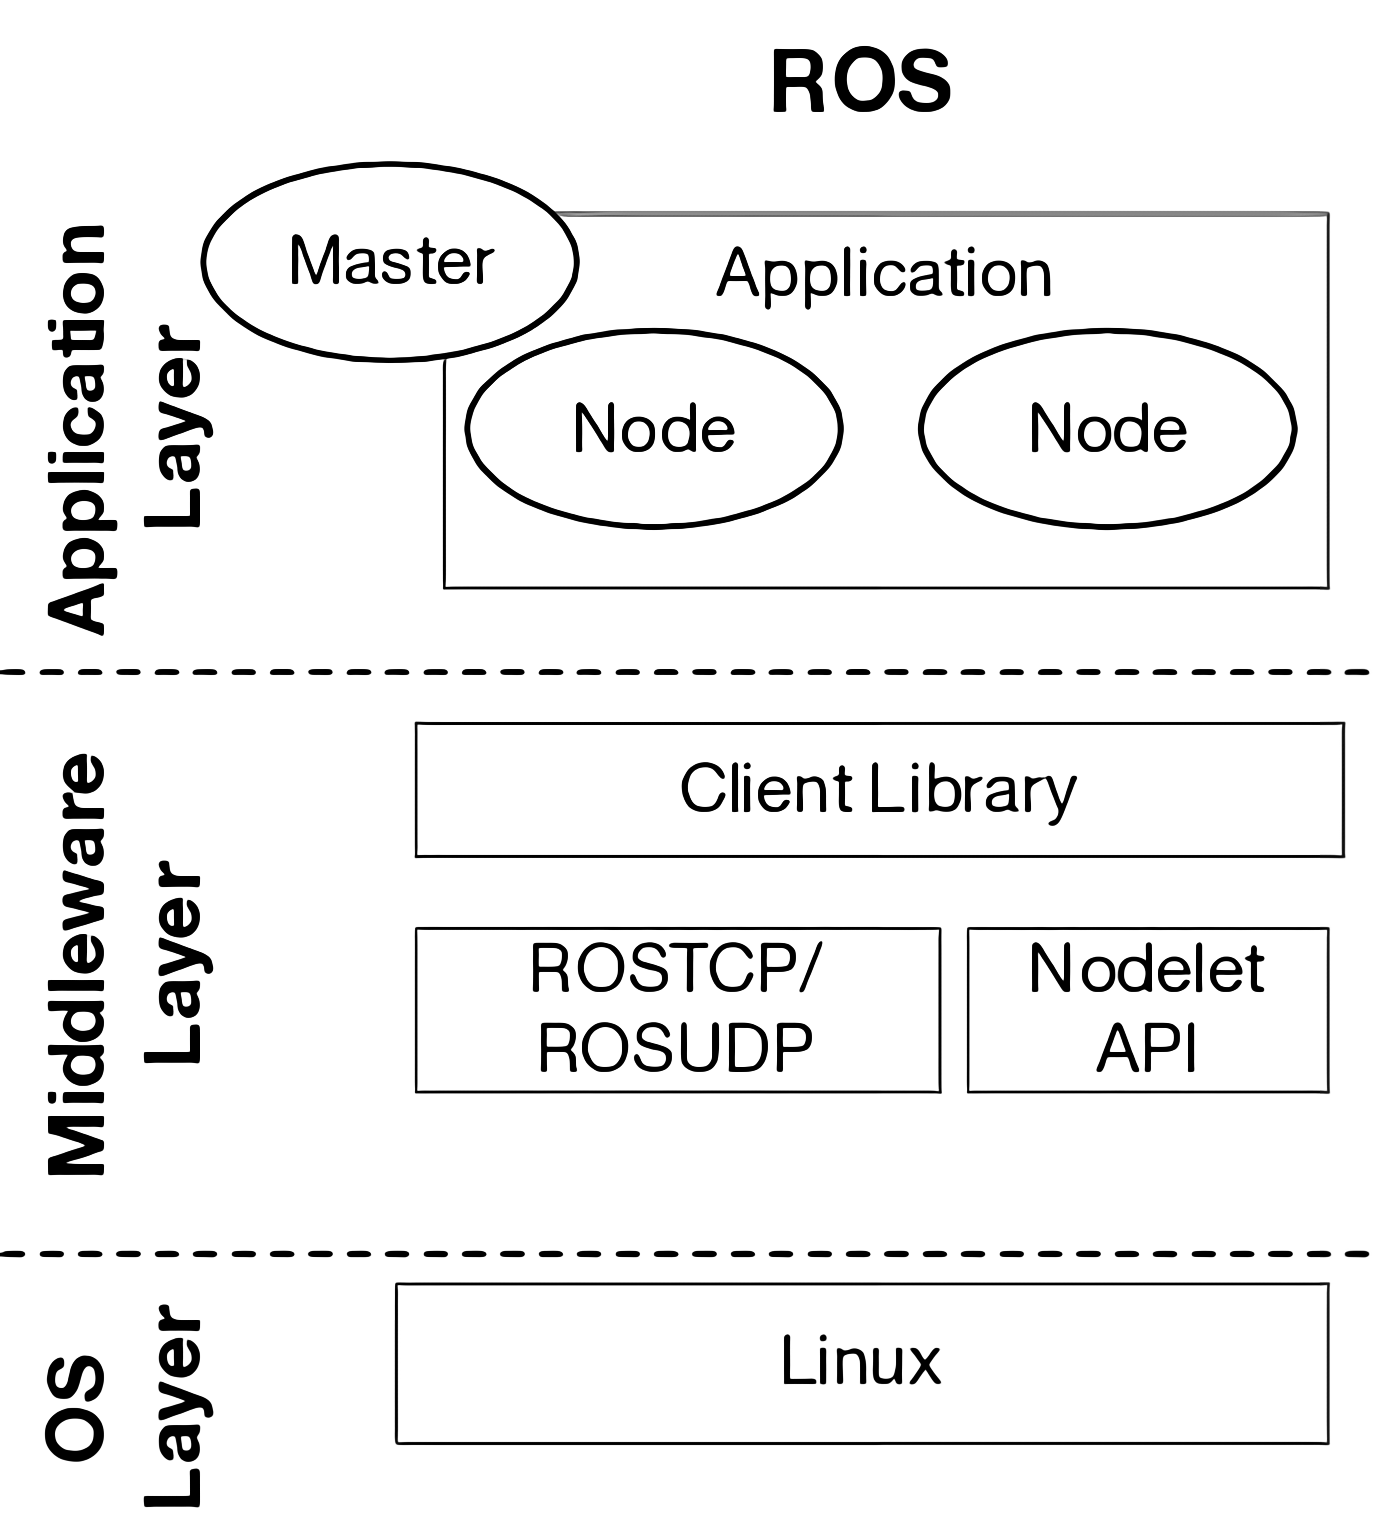 ROS
Application
Layer
Master
Application
Node
Node
Middleware
Layer
Client Library
ROSTCP/
ROSUDP
Nodelet
API
OS
Layer
Linux